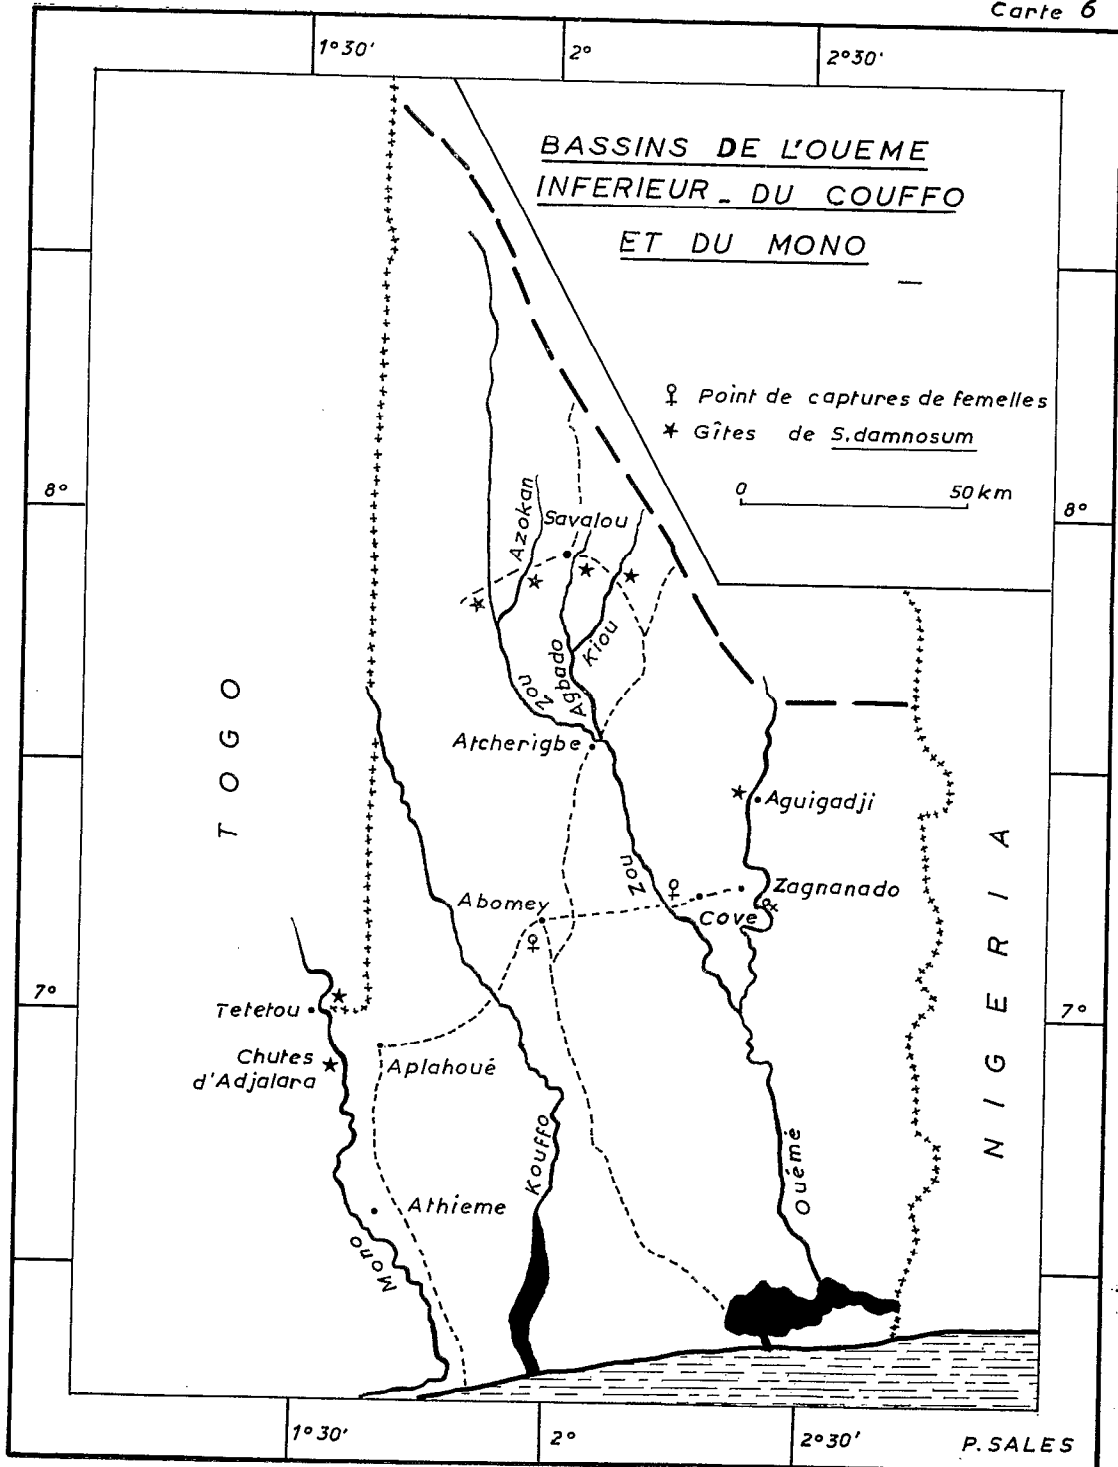 Carte 6
1°30'
2°
2°30'
BASSINS DE L'OUEME
INFERIEUR - DU COUFFO
ET DU MONO
♀ Point de captures de femelles
★ Gîtes de S.damnosum
0 50 km
8°
8°
Azokan
Savalou
Kiou
Agbado
Zou
TOGO
Atcherigbe
Aguigadji
NIGERIA
Zou
Zagnanado
Abomey
Cove
7°
7°
Tetetou
Chutes
d'Adjalara
Aplahoué
Kouffo
Ouémé
Athieme
Mono
1°30'
2°
2°30'
P. SALES